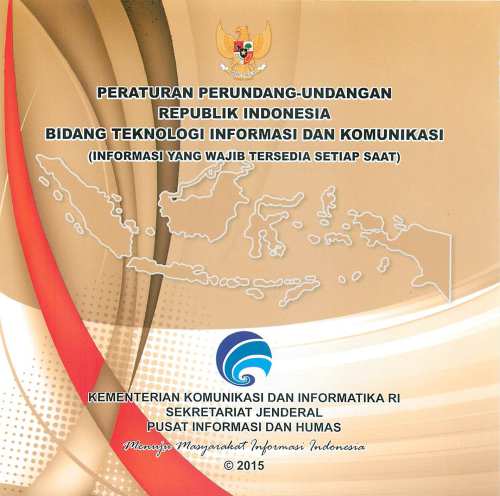 PERATURAN PERUNDANG-UNDANGAN
REPUBLIK INDONESIA
BIDANG TEKNOLOGI INFORMASI DAN KOMUNIKASI
(INFORMASI YANG WAJIB TERSEDIA SETIAP SAAT)
KEMENTERIAN KOMUNIKASI DAN INFORMATIKA RI
SEKRETARIAT JENDERAL
PUSAT INFORMASI DAN HUMAS
Menuju Masyarakat Informasi Indonesia
© 2015